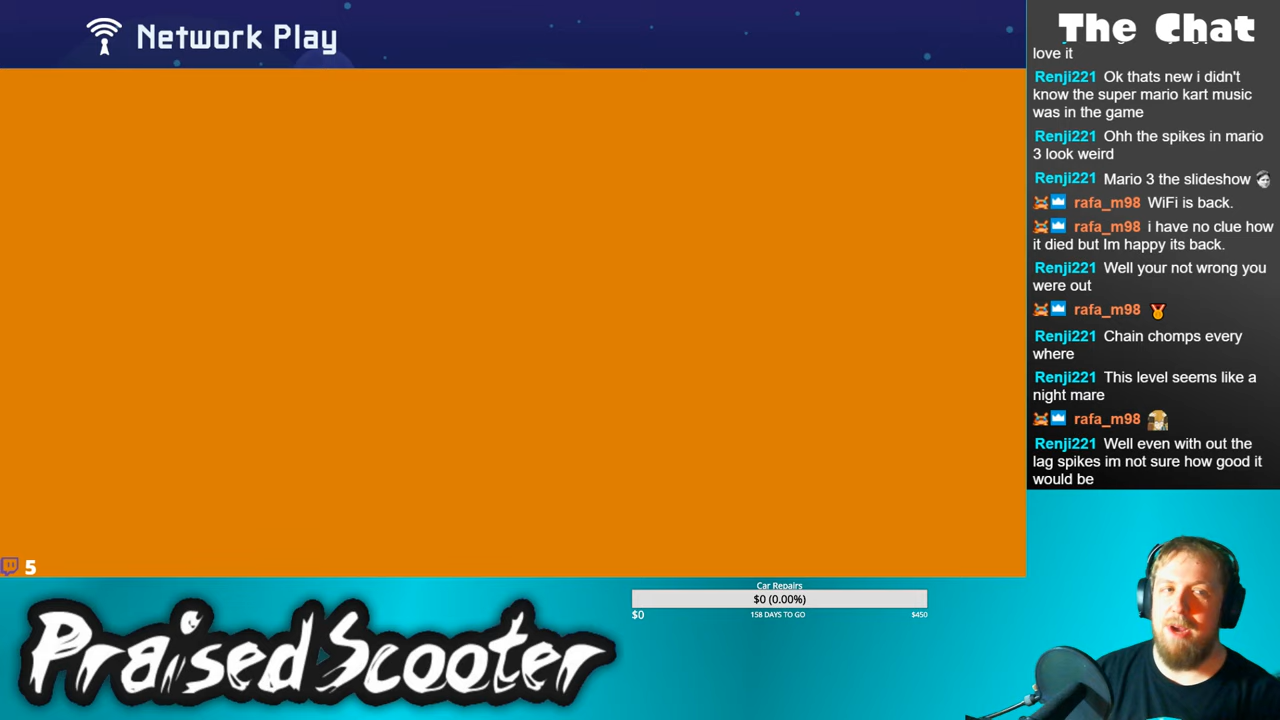 Network Play
The Chat
love it
Renji221 Ok thats new i didn't
know the super mario kart music
was in the game
Renji221 Ohh the spikes in mario
3 look weird
Renji221 Mario 3 the slideshow
rafa_m98 WiFi is back.
rafa_m98 i have no clue how
it died but Im happy its back.
Renji221 Well your not wrong you
were out
rafa_m98
Renji221 Chain chomps every
where
Renji221 This level seems like a
night mare
rafa_m98
Renji221 Well even with out the
lag spikes im not sure how good it
would be
5
Car Repairs
$0 (0.00%)
$0 158 DAYS TO GO $450
PraisedScooter